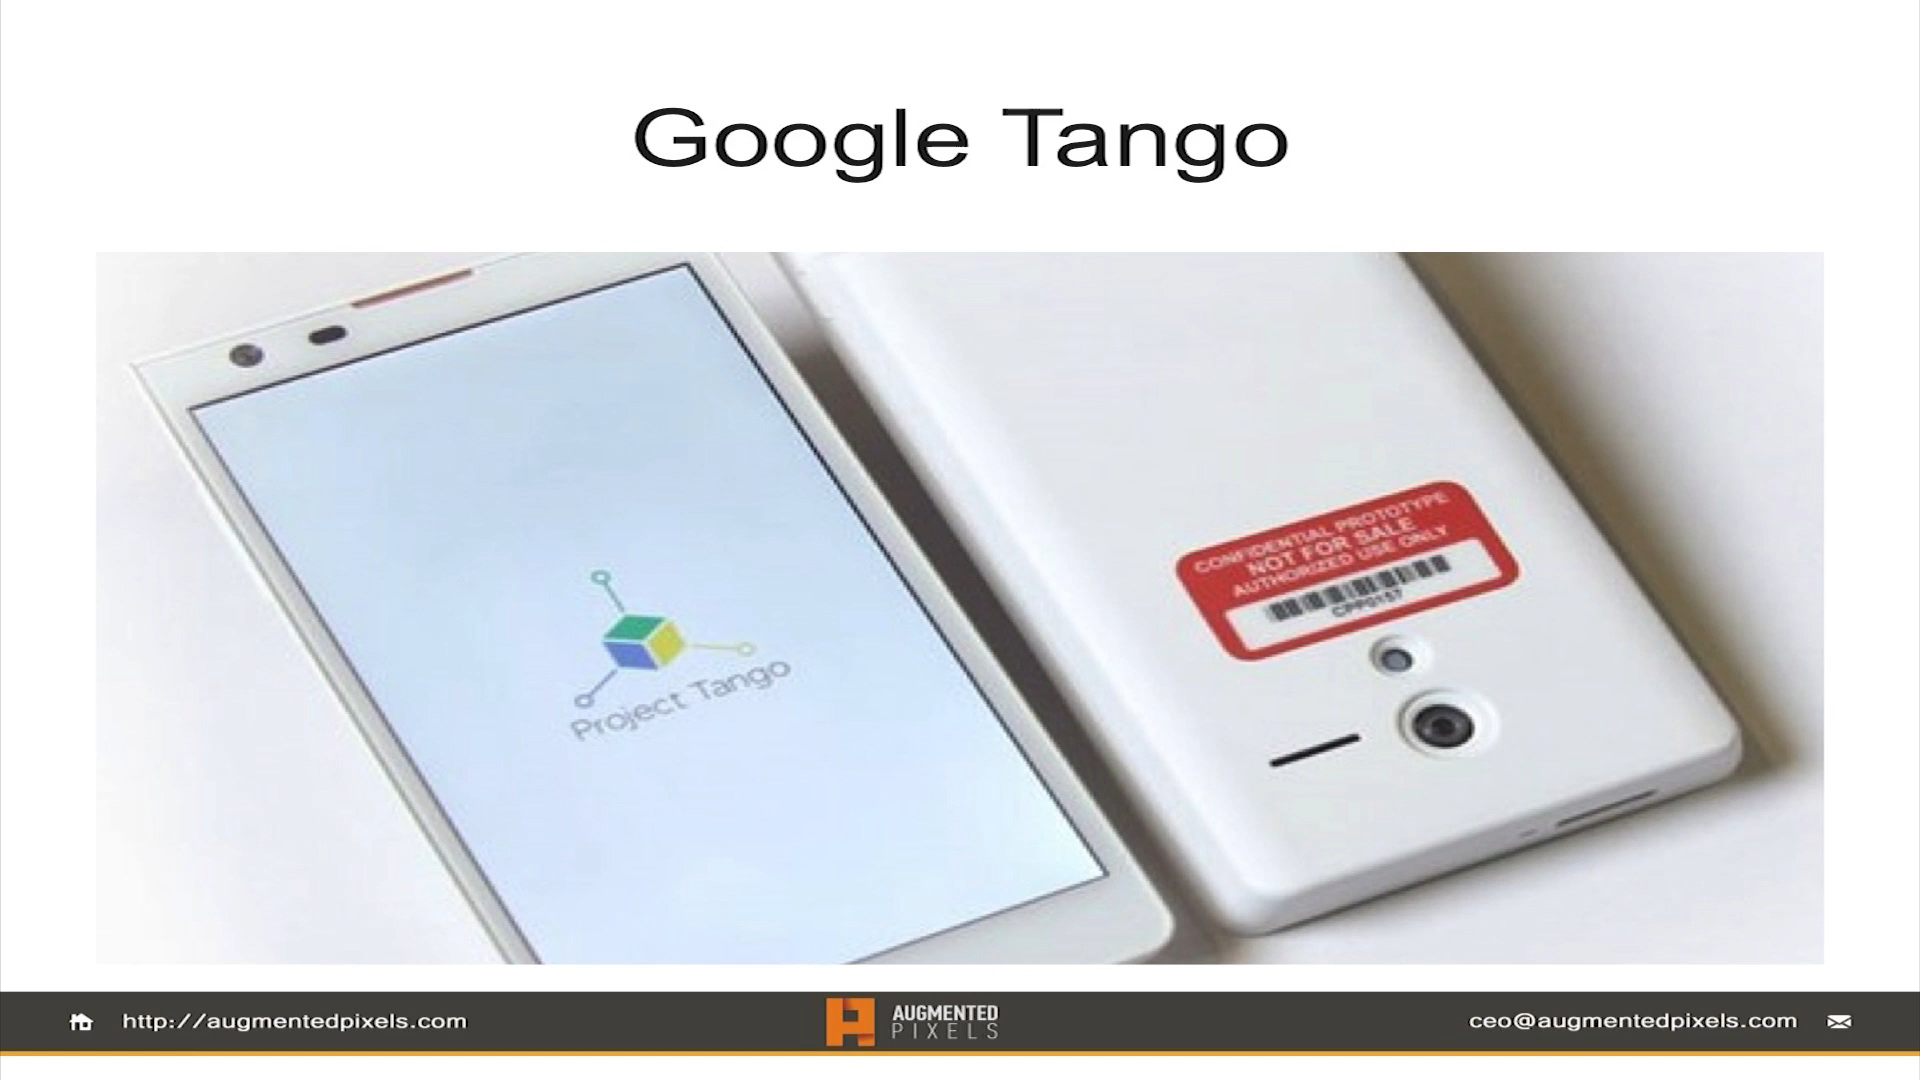 Google Tango
Project Tango
CONFIDENTIAL PROTOTYPE
NOT FOR SALE
AUTHORIZED USE ONLY
CPP0157
http://augmentedpixels.com
AUGMENTED
PIXELS
ceo@augmentedpixels.com